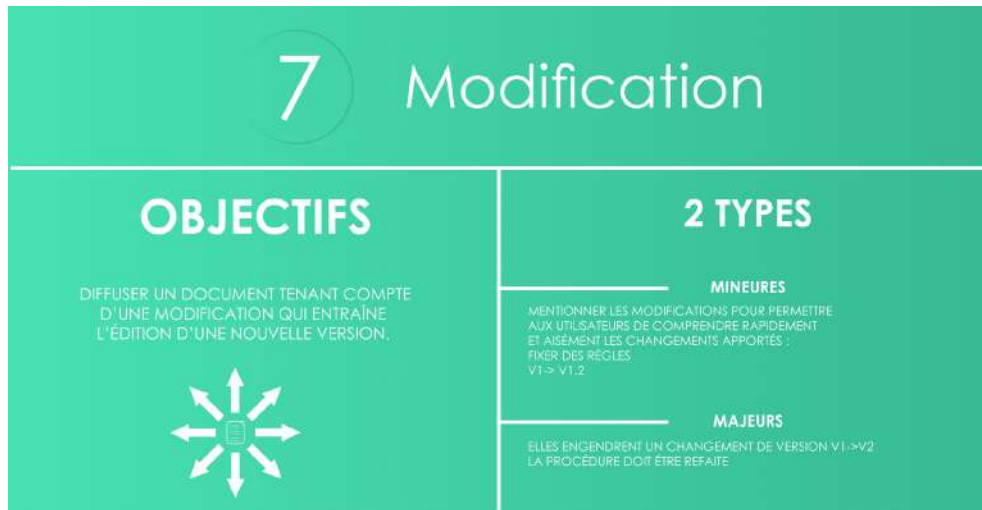 7 Modification
OBJECTIFS
DIFFUSER UN DOCUMENT TENANT COMPTE
D'UNE MODIFICATION QUI ENTRAÎNE
L'ÉDITION D'UNE NOUVELLE VERSION.
2 TYPES
MINEURES
MENTIONNER LES MODIFICATIONS POUR PERMETTRE
AUX UTILISATEURS DE COMPRENDRE RAPIDEMENT
ET AISÉMENT LES CHANGEMENTS APPORTÉS :
FIXER DES RÈGLES
V1-> V1.2
MAJEURS
ELLES ENGENDRENT UN CHANGEMENT DE VERSION V1->V2
LA PROCÉDURE DOIT ÊTRE REFAITE